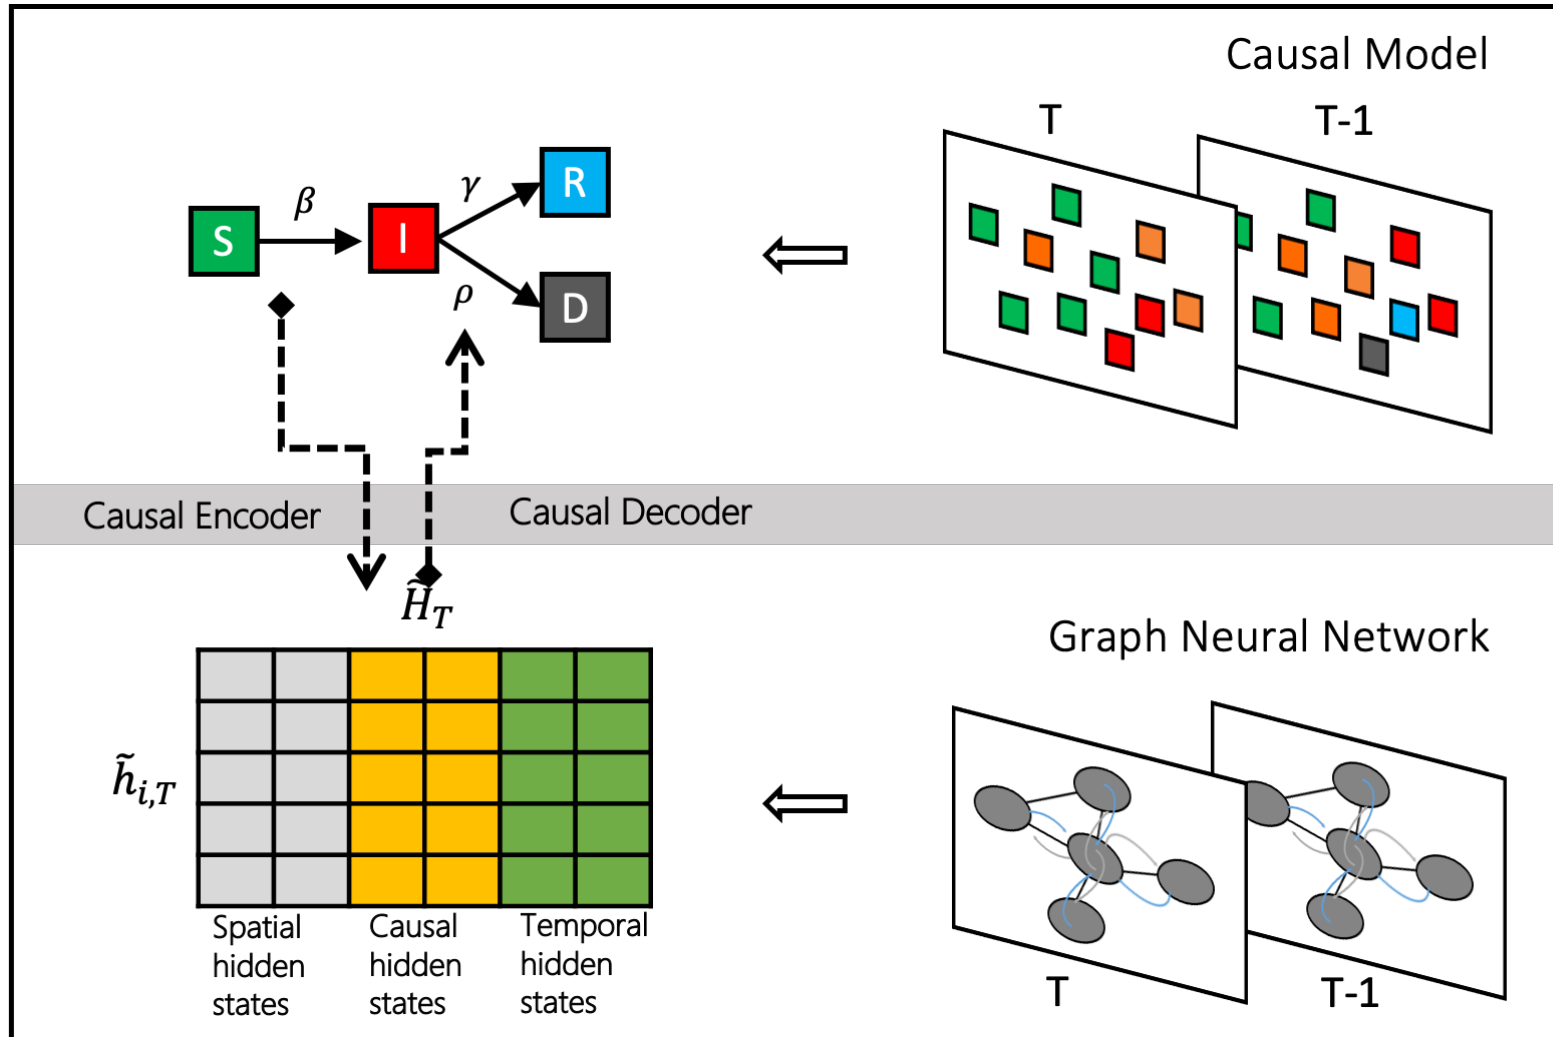 Causal Model
T
T-1
S
β
I
γ
R
ρ
D
Causal Encoder
Causal Decoder
H̃_T
Graph Neural Network
h̃_{i,T}
Spatial
hidden
states
Causal
hidden
states
Temporal
hidden
states
T
T-1